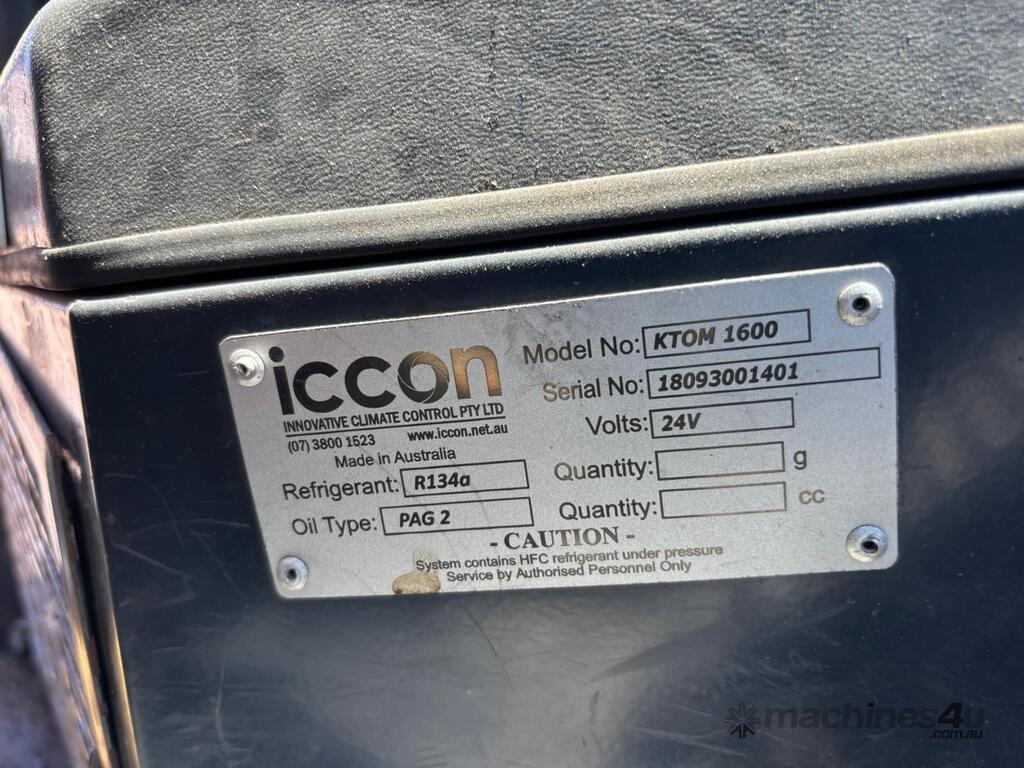 iccon
INNOVATIVE CLIMATE CONTROL PTY LTD
(07) 3800 1523 www.iccon.net.au
Made in Australia
Model No: KTOM 1600
Serial No: 18093001401
Volts: 24V
Refrigerant: R134a Quantity: g
Oil Type: PAG 2 Quantity: cc
- CAUTION -
System contains HFC refrigerant under pressure
Service by Authorised Personnel Only
machines4u
.com.au